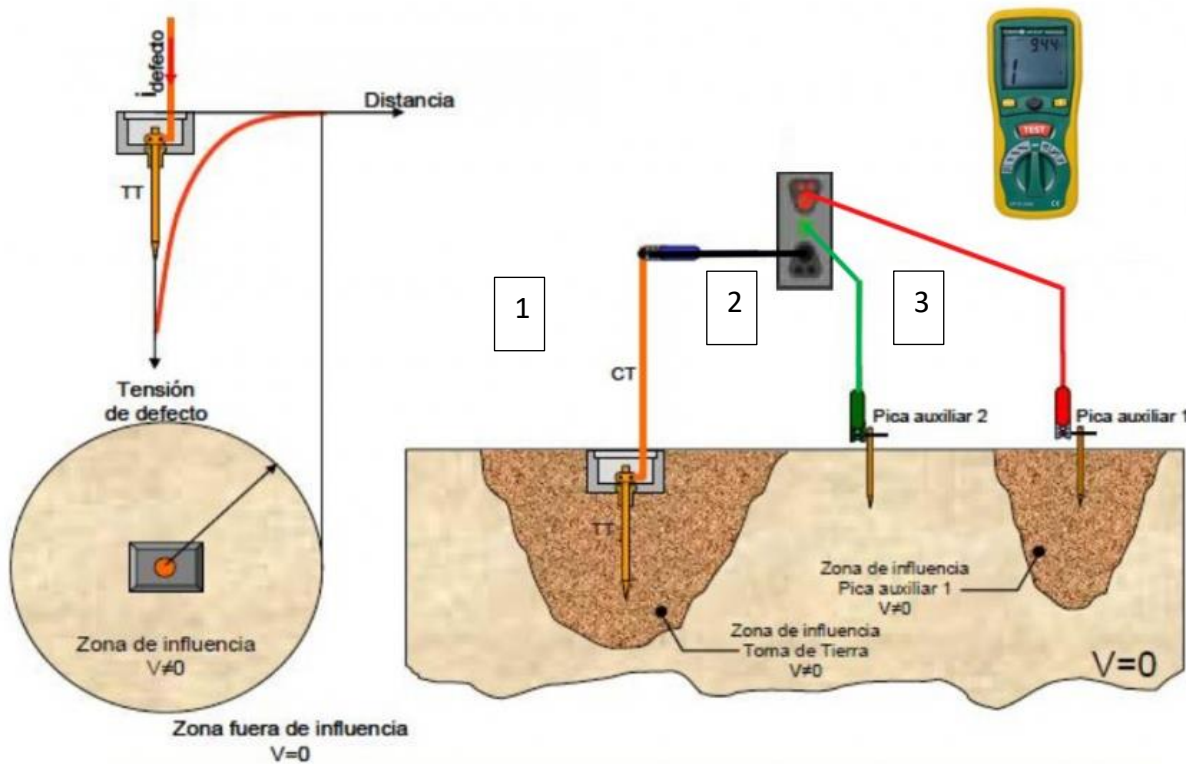 i defecto
Distancia
TT
Tensión
de defecto
Zona de influencia
V≠0
Zona fuera de influencia
V=0
944
TEST
1
2
3
CT
Pica auxiliar 2
Pica auxiliar 1
TT
Zona de influencia
Pica auxiliar 1
V≠0
Zona de influencia
Toma de Tierra
V≠0
V=0